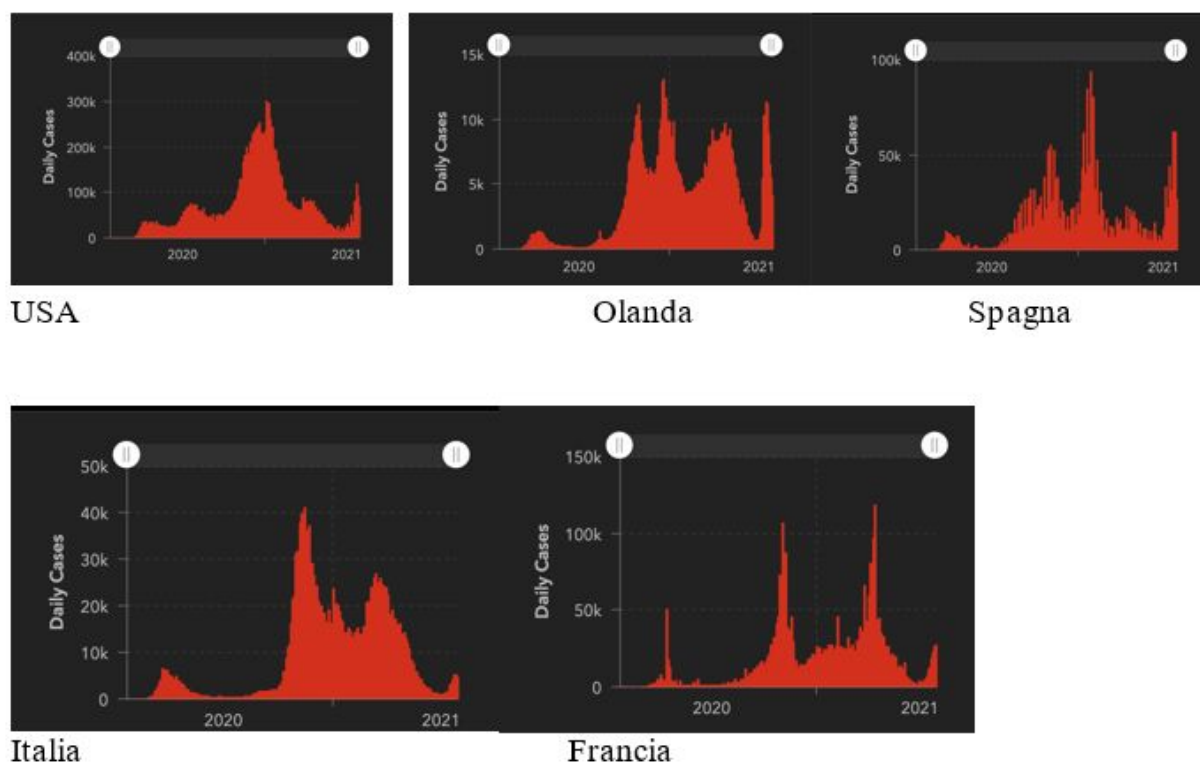 400k
300k
200k
100k
0
Daily Cases
2020
2021
USA
15k
10k
5k
0
Daily Cases
2020
2021
Olanda
100k
50k
0
Daily Cases
2020
2021
Spagna
50k
40k
30k
20k
10k
0
Daily Cases
2020
2021
Italia
150k
100k
50k
0
Daily Cases
2020
2021
Francia